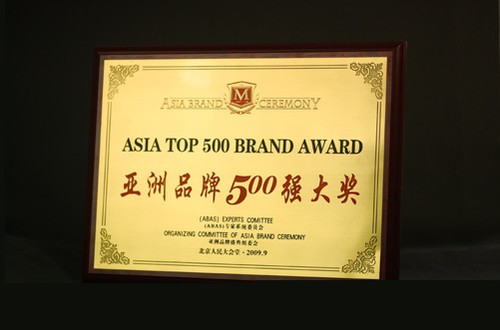 ASIA BRAND M CEREMONY
ASIA TOP 500 BRAND AWARD
亚洲品牌500强大奖
(ABAS) EXPERTS COMITTEE
(ABAS)专家系统委员会
ORGANIZING COMMITTEE OF ASIA BRAND CEREMONY
亚洲品牌盛典组委会
北京人民大会堂·2009.9